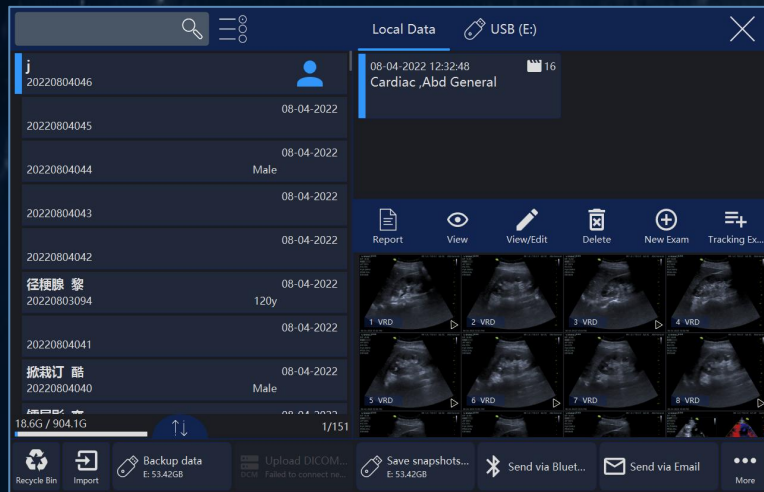 Local Data
USB (E:)
j
20220804046
08-04-2022
20220804045
08-04-2022
20220804044
Male
08-04-2022
20220804043
08-04-2022
20220804042
径粳腺 黎
08-04-2022
20220803094
120y
08-04-2022
20220804041
掀栽订 酷
08-04-2022
20220804040
Male
18.6G / 904.1G
1/151
08-04-2022 12:32:48
16
Cardiac ,Abd General
Report
View
View/Edit
Delete
New Exam
Tracking Ex...
1 VRD
2 VRD
3 VRD
4 VRD
5 VRD
6 VRD
7 VRD
8 VRD
Recycle Bin
Import
Backup data
E: 53.42GB
DCM
Upload DICOM...
Failed to connect ne...
Save snapshots...
E: 53.42GB
Send via Bluet...
Send via Email
More